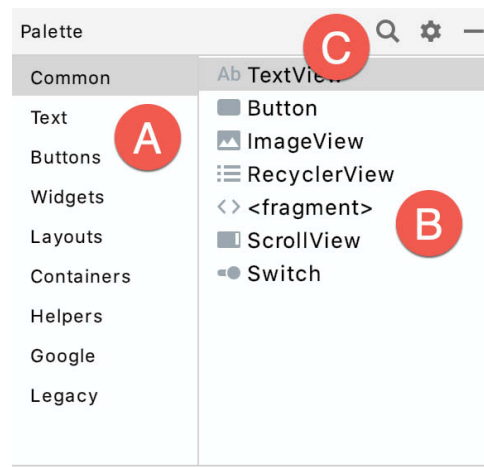 Palette
C
Common
Text
Buttons
Widgets
Layouts
Containers
Helpers
Google
Legacy
A
Ab TextView
Button
ImageView
RecyclerView
<fragment>
ScrollView
Switch
B